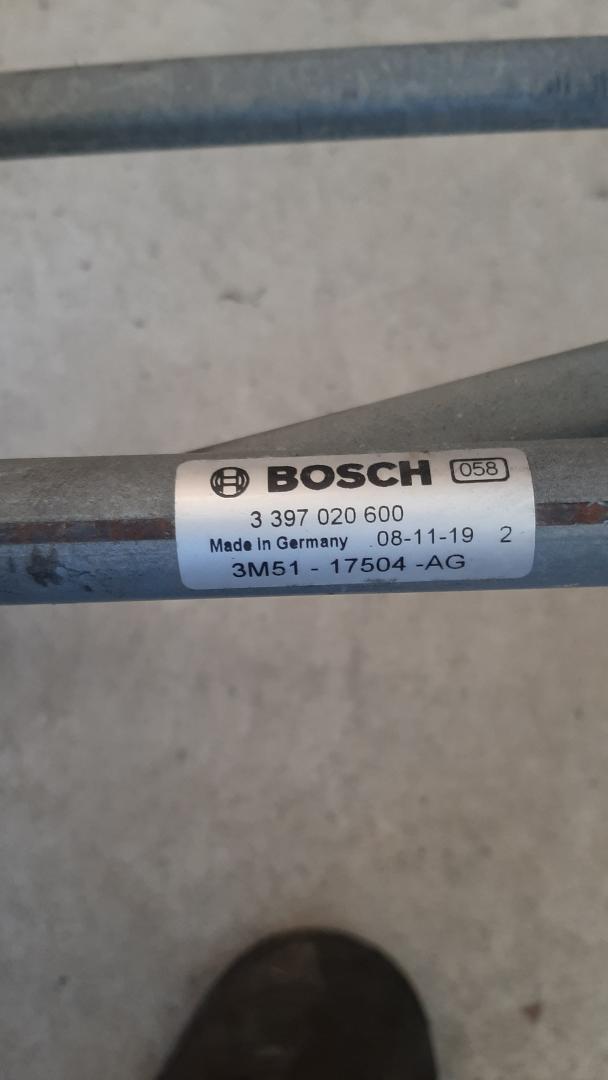 BOSCH 058
3 397 020 600
Made in Germany 08-11-19 2
3M51 - 17504 -AG